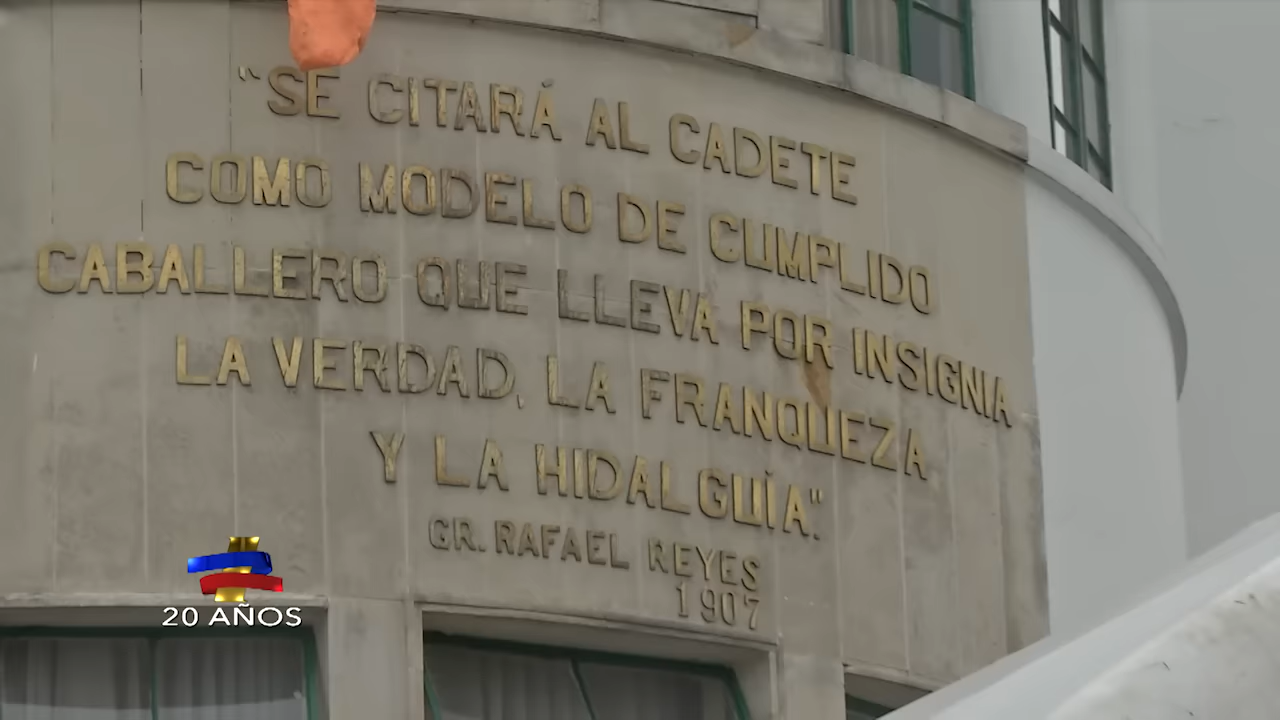 “SE CITARÁ AL CADETE
COMO MODELO DE CUMPLIDO
CABALLERO QUE LLEVA POR INSIGNIA
LA VERDAD, LA FRANQUEZA
Y LA HIDALGUÍA".
GR. RAFAEL REYES
1907
20 AÑOS